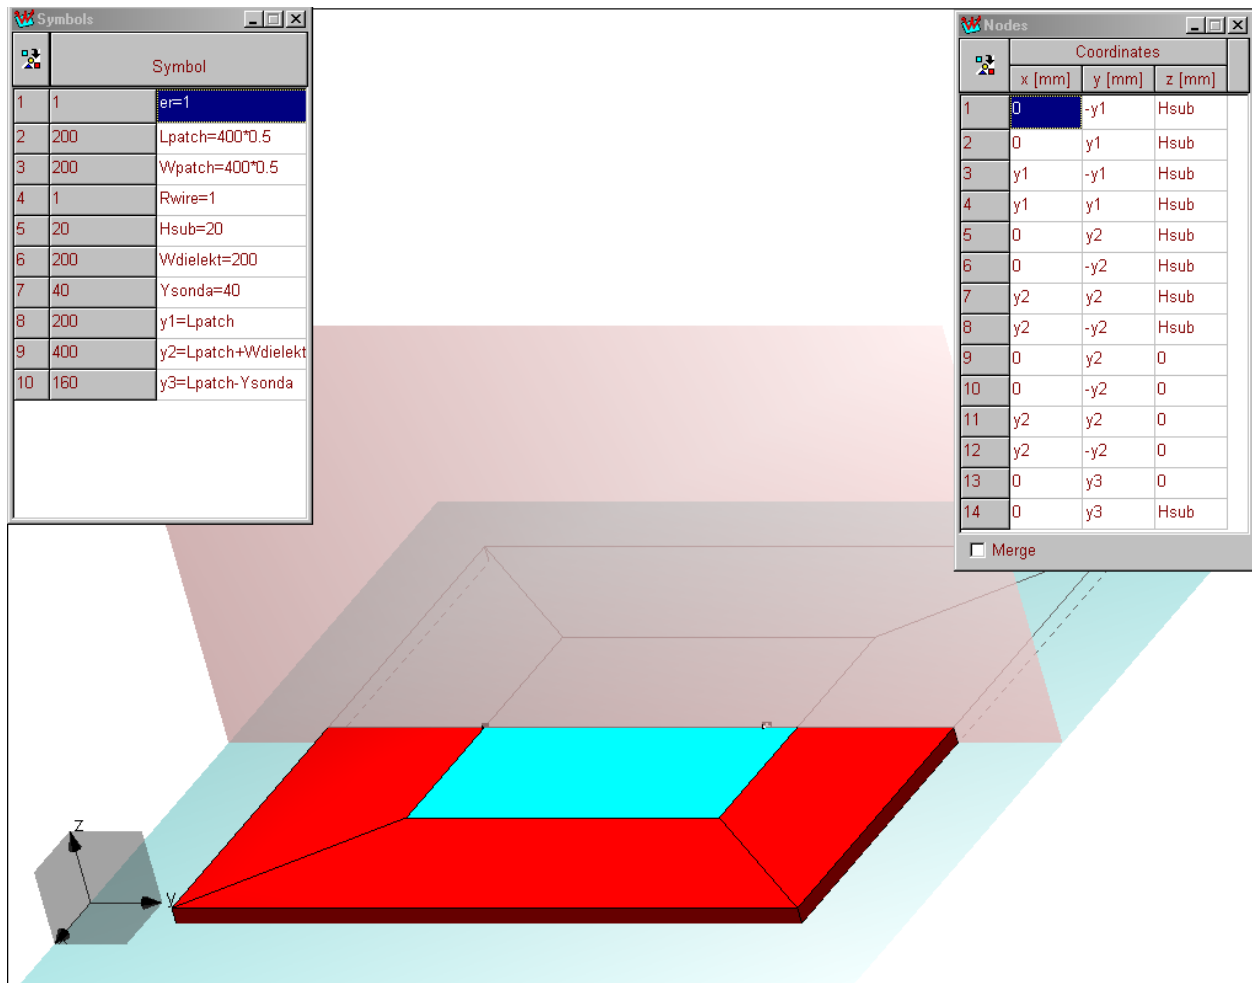 Symbols
Symbol
1 1 er=1
2 200 Lpatch=400*0.5
3 200 Wpatch=400*0.5
4 1 Rwire=1
5 20 Hsub=20
6 200 Wdielekt=200
7 40 Ysonda=40
8 200 y1=Lpatch
9 400 y2=Lpatch+Wdielekt
10 160 y3=Lpatch-Ysonda
Nodes
Coordinates
x [mm] y [mm] z [mm]
1 0 -y1 Hsub
2 0 y1 Hsub
3 y1 -y1 Hsub
4 y1 y1 Hsub
5 0 y2 Hsub
6 0 -y2 Hsub
7 y2 y2 Hsub
8 y2 -y2 Hsub
9 0 y2 0
10 0 -y2 0
11 y2 y2 0
12 y2 -y2 0
13 0 y3 0
14 0 y3 Hsub
Merge
z
y
x